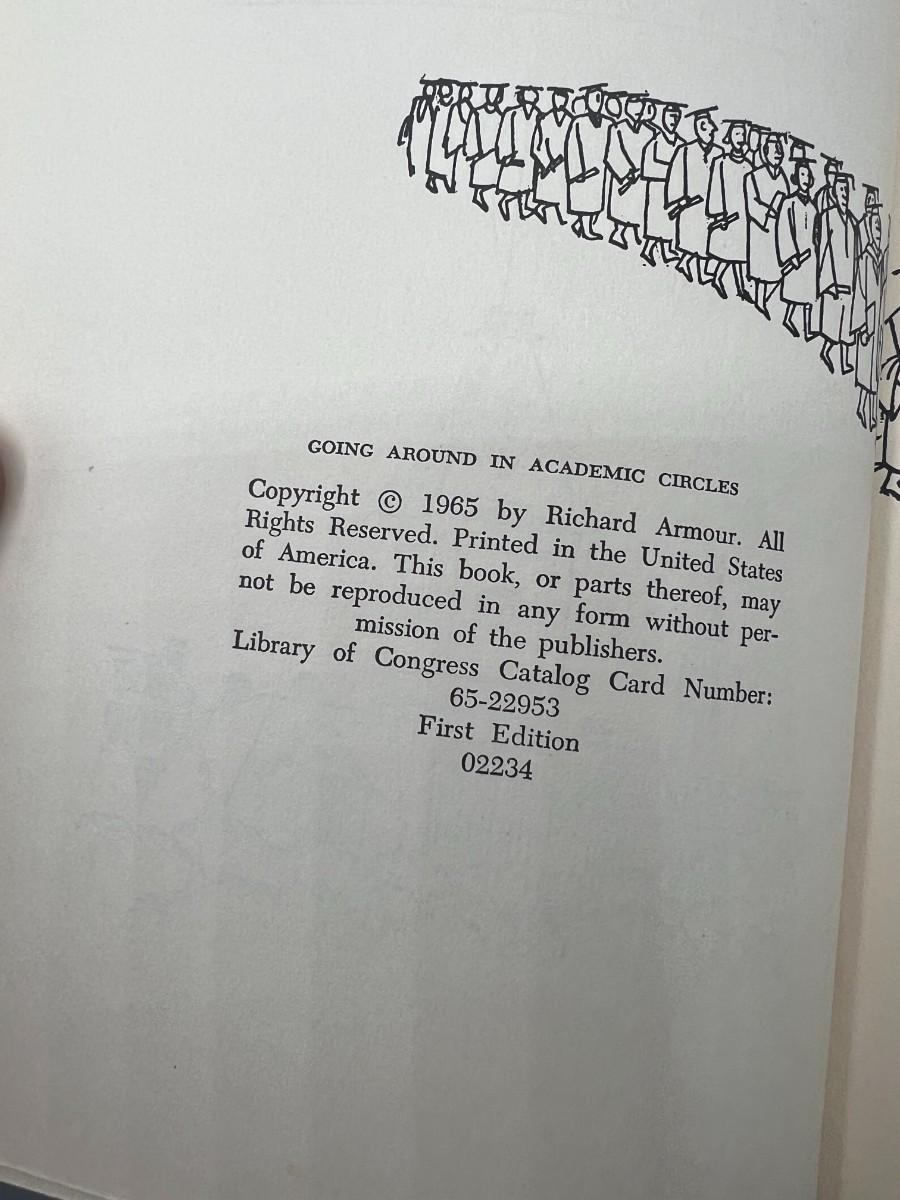 GOING AROUND IN ACADEMIC CIRCLES
Copyright © 1965 by Richard Armour. All
Rights Reserved. Printed in the United States
of America. This book, or parts thereof, may
not be reproduced in any form without per-
mission of the publishers.
Library of Congress Catalog Card Number:
65-22953
First Edition
02234